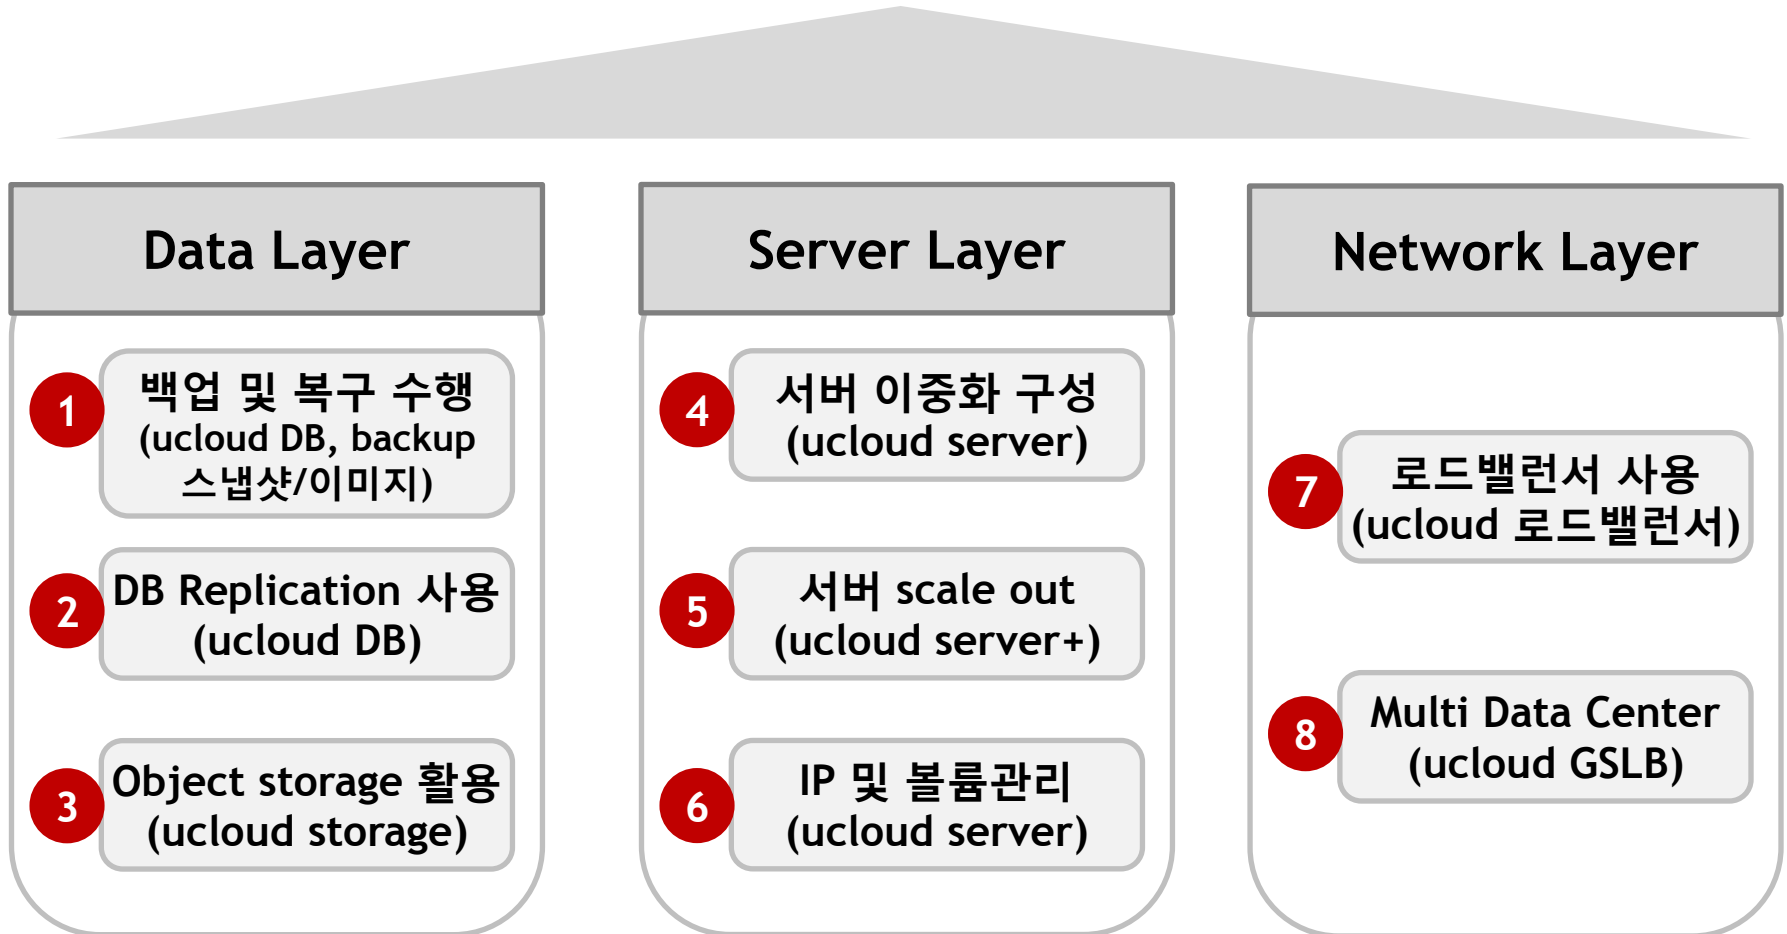 Data Layer
1
백업 및 복구 수행
(ucloud DB, backup
스냅샷/이미지)
2
DB Replication 사용
(ucloud DB)
3
Object storage 활용
(ucloud storage)
Server Layer
4
서버 이중화 구성
(ucloud server)
5
서버 scale out
(ucloud server+)
6
IP 및 볼륨관리
(ucloud server)
Network Layer
7
로드밸런서 사용
(ucloud 로드밸런서)
8
Multi Data Center
(ucloud GSLB)